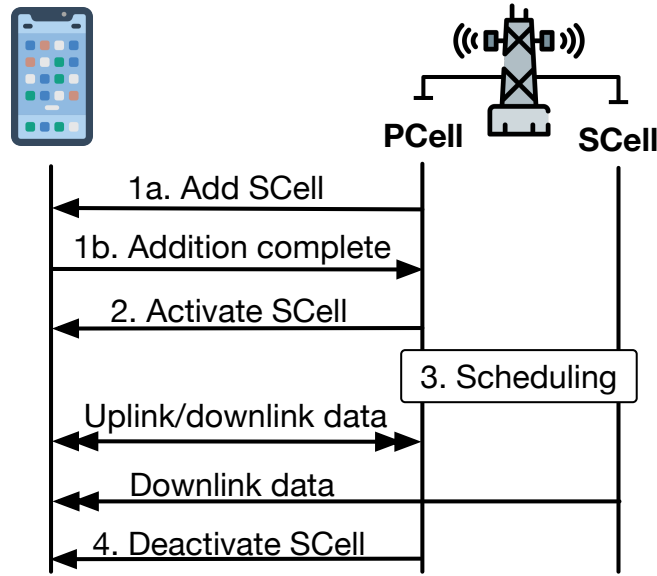 PCell
SCell
1a. Add SCell
1b. Addition complete
2. Activate SCell
3. Scheduling
Uplink/downlink data
Downlink data
4. Deactivate SCell